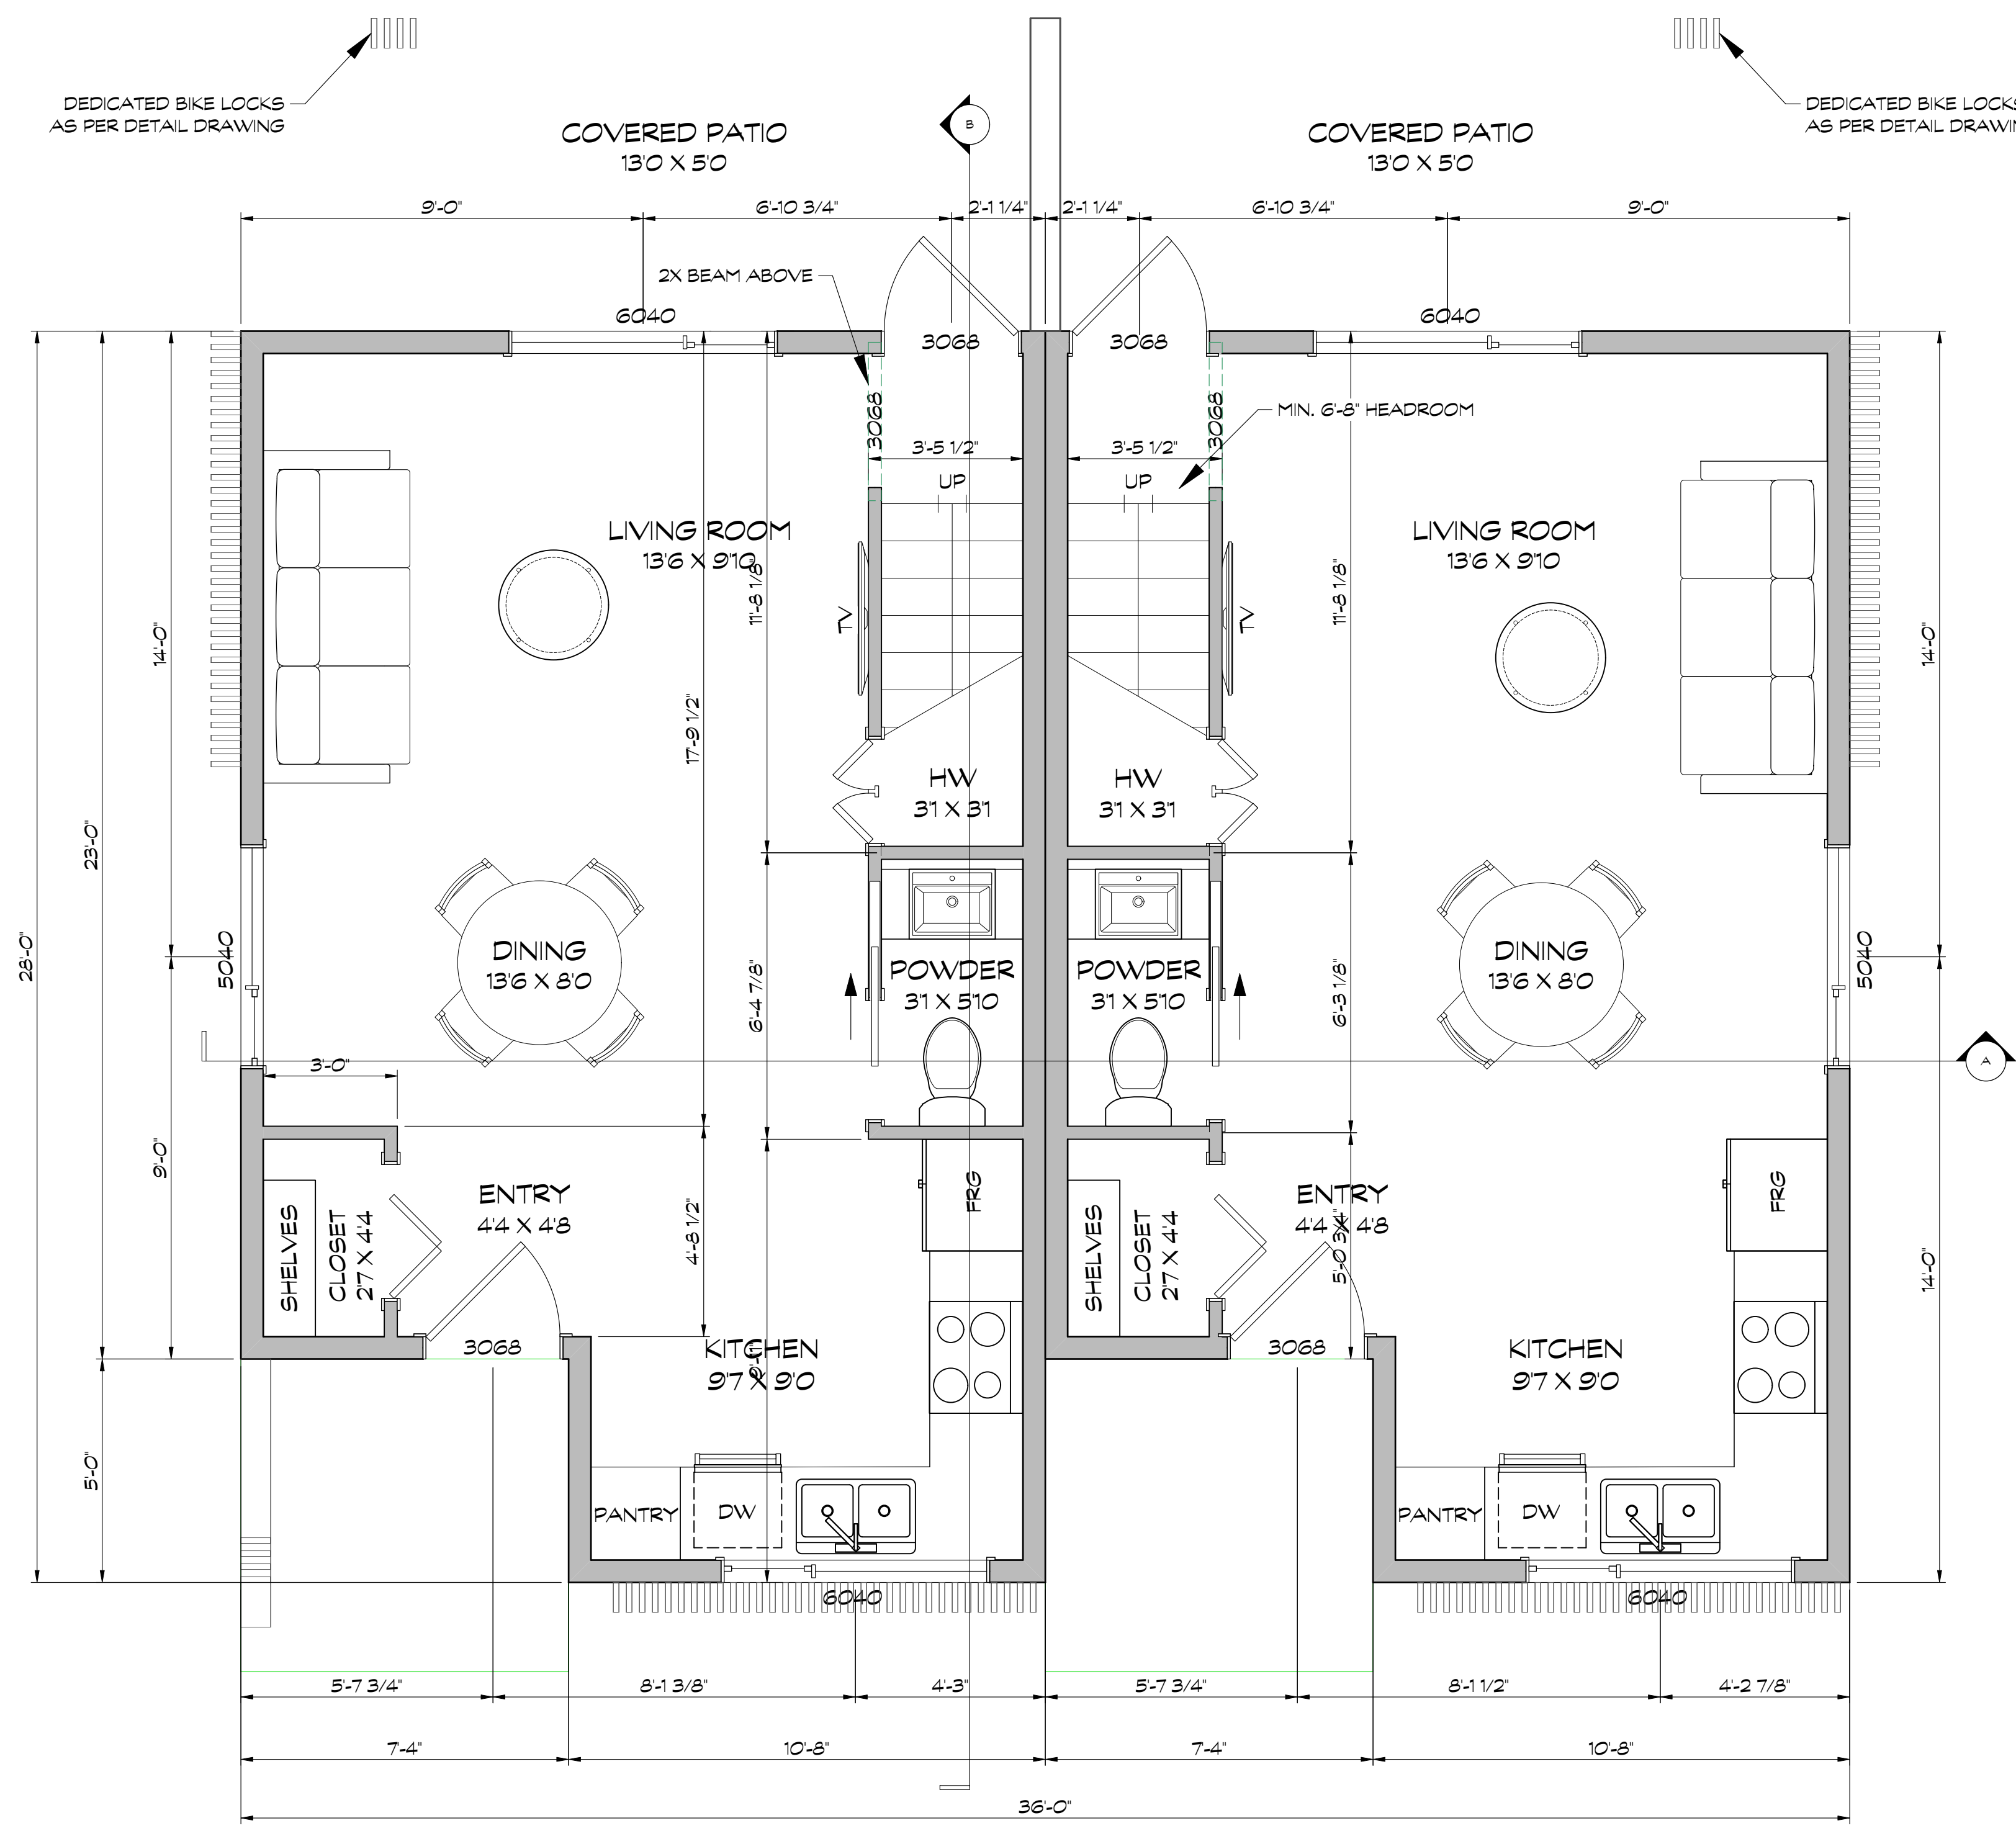 DEDICATED BIKE LOCKS
AS PER DETAIL DRAWING
COVERED PATIO
13'0 X 5'0
B
COVERED PATIO
13'0 X 5'0
DEDICATED BIKE LOCKS
AS PER DETAIL DRAWIN
9'-0"
6'-10 3/4"
2'-1 1/4"
2'-1 1/4"
6'-10 3/4"
9'-0"
2X BEAM ABOVE
6040
3068
3068
6040
3068
3068
MIN. 6'-8" HEADROOM
3'-5 1/2"
3'-5 1/2"
UP
UP
LIVING ROOM
13'6 X 9'10
LIVING ROOM
13'6 X 9'10
11'-8 1/8"
11'-8 1/8"
TV
TV
14'-0"
14'-0"
17'-9 1/2"
HW
3'1 X 3'1
HW
3'1 X 3'1
23'-0"
28'-0"
5040
DINING
13'6 X 8'0
POWDER
3'1 X 5'10
POWDER
3'1 X 5'10
DINING
13'6 X 8'0
5040
6'-4 7/8"
6'-3 1/8"
A
3'-0"
9'-0"
ENTRY
4'4 X 4'8
FRG
ENTRY
4'4 X 4'8
FRG
SHELVES
CLOSET
2'7 X 4'4
4'-8 1/2"
SHELVES
CLOSET
2'7 X 4'4
5'-0 3/4"
14'-0"
3068
KITCHEN
9'7 X 9'0
3068
KITCHEN
9'7 X 9'0
5'-0"
PANTRY
DW
PANTRY
DW
6040
6040
5'-7 3/4"
8'-1 3/8"
4'-3"
5'-7 3/4"
8'-1 1/2"
4'-2 7/8"
7'-4"
10'-8"
7'-4"
10'-8"
36'-0"